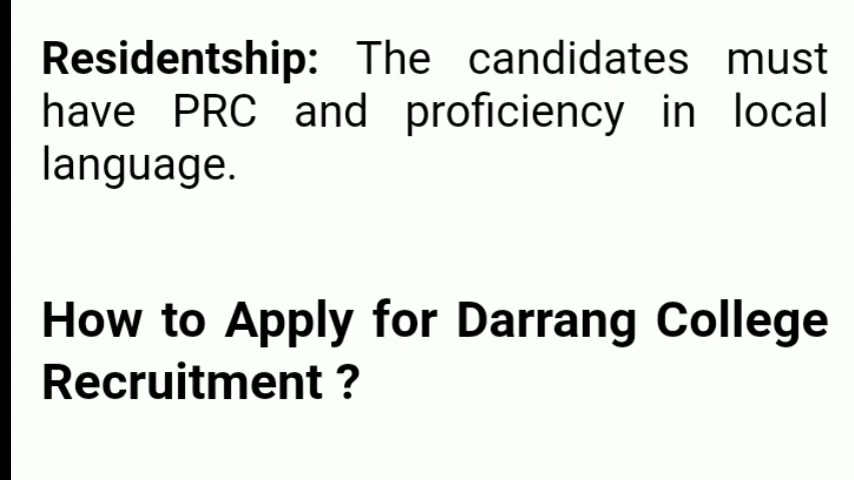 Residentship: The candidates must
have PRC and proficiency in local
language.
How to Apply for Darrang College
Recruitment ?